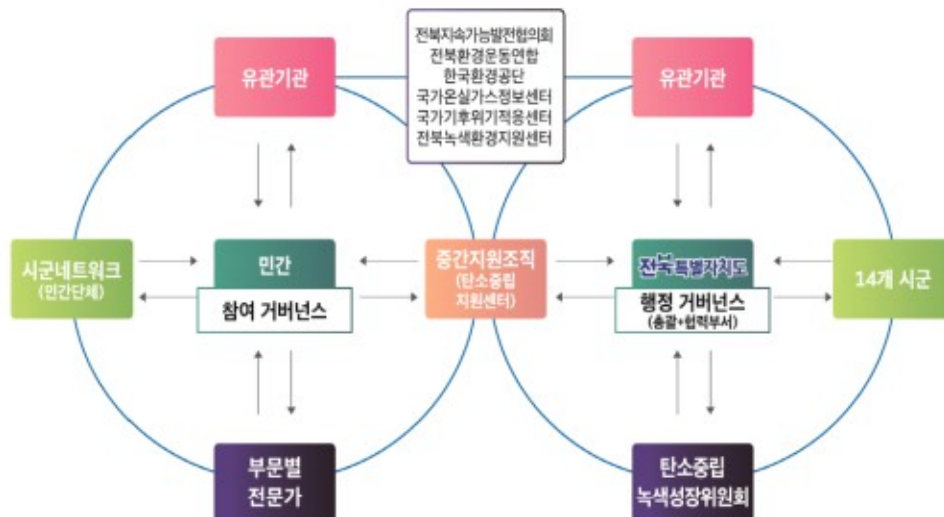 유관기관
전북지속가능발전협의회
전북환경운동연합
한국환경공단
국가온실가스정보센터
국가기후위기적응센터
전북녹색환경지원센터
유관기관
시군네트워크
(민간단체)
민간
참여 거버넌스
중간지원조직
(탄소중립
지원센터)
전북특별자치도
행정 거버넌스
(총괄+협력부서)
14개 시군
부문별
전문가
탄소중립
녹색성장위원회